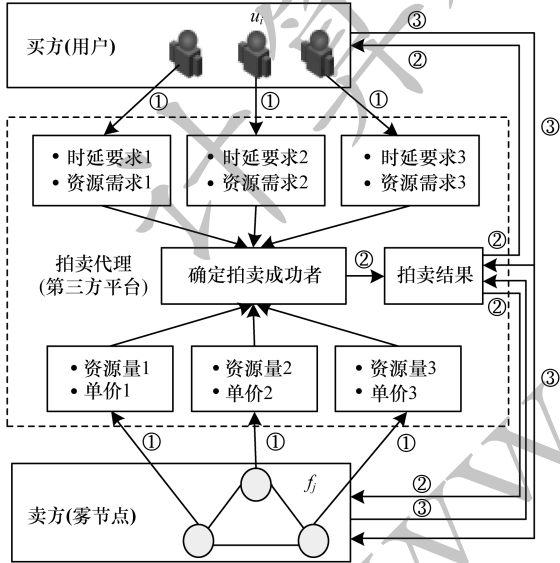 ③
买方(用户)
u_i
②
①
①
①
③
• 时延要求1
• 资源需求1
• 时延要求2
• 资源需求2
• 时延要求3
• 资源需求3
②
拍卖代理
(第三方平台)
确定拍卖成功者
②
拍卖结果
②
• 资源量1
• 单价1
• 资源量2
• 单价2
• 资源量3
• 单价3
③
①
①
①
卖方(雾节点)
f_j
②
③
计算
WWW